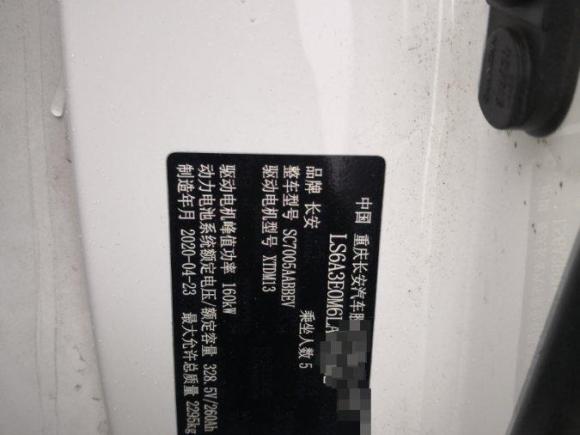 中国 重庆长安汽车股
LS6A3E0M6LA
品牌 长安 乘坐人数 5
整车型号 SC7005AABBEV
驱动电机型号 XTDM13
驱动电机峰值功率 160kW
动力电池系统额定电压/额定容量 328.5V/260Ah
制造年月 2020-04-23 最大允许总质量 2295kg